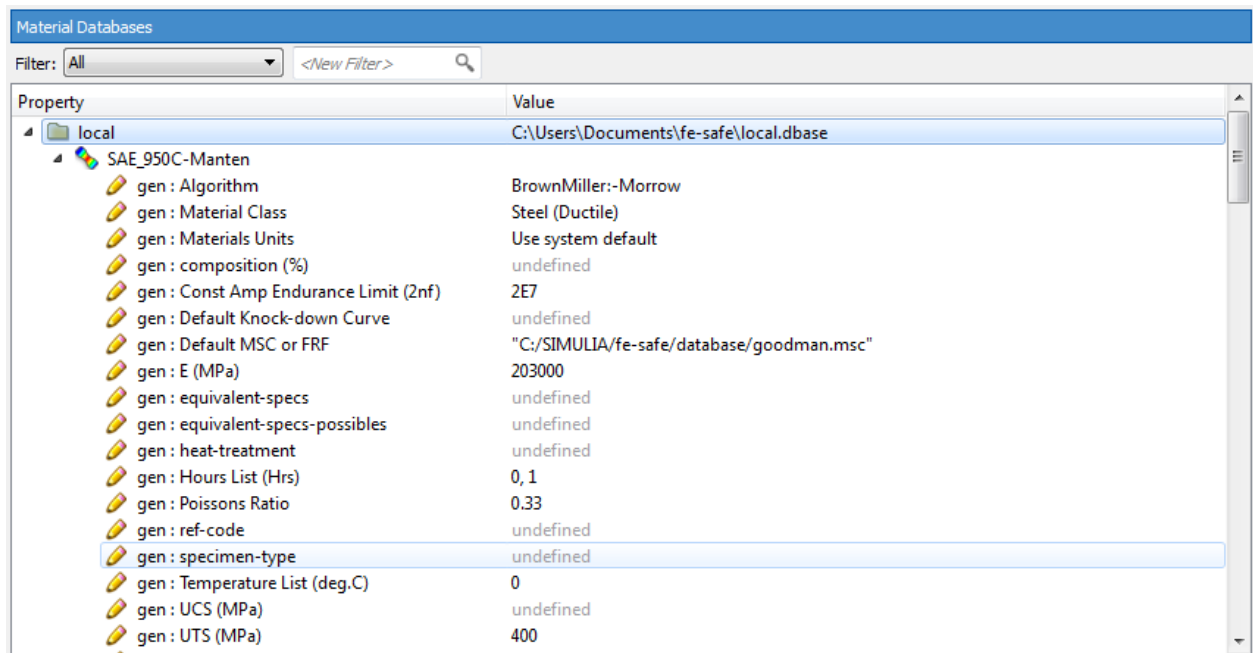 Material Databases
Filter: All <New Filter>
Property Value
local C:\Users\Documents\fe-safe\local.dbase
SAE_950C-Manten
gen : Algorithm BrownMiller:-Morrow
gen : Material Class Steel (Ductile)
gen : Materials Units Use system default
gen : composition (%) undefined
gen : Const Amp Endurance Limit (2nf) 2E7
gen : Default Knock-down Curve undefined
gen : Default MSC or FRF "C:/SIMULIA/fe-safe/database/goodman.msc"
gen : E (MPa) 203000
gen : equivalent-specs undefined
gen : equivalent-specs-possibles undefined
gen : heat-treatment undefined
gen : Hours List (Hrs) 0, 1
gen : Poissons Ratio 0.33
gen : ref-code undefined
gen : specimen-type undefined
gen : Temperature List (deg.C) 0
gen : UCS (MPa) undefined
gen : UTS (MPa) 400